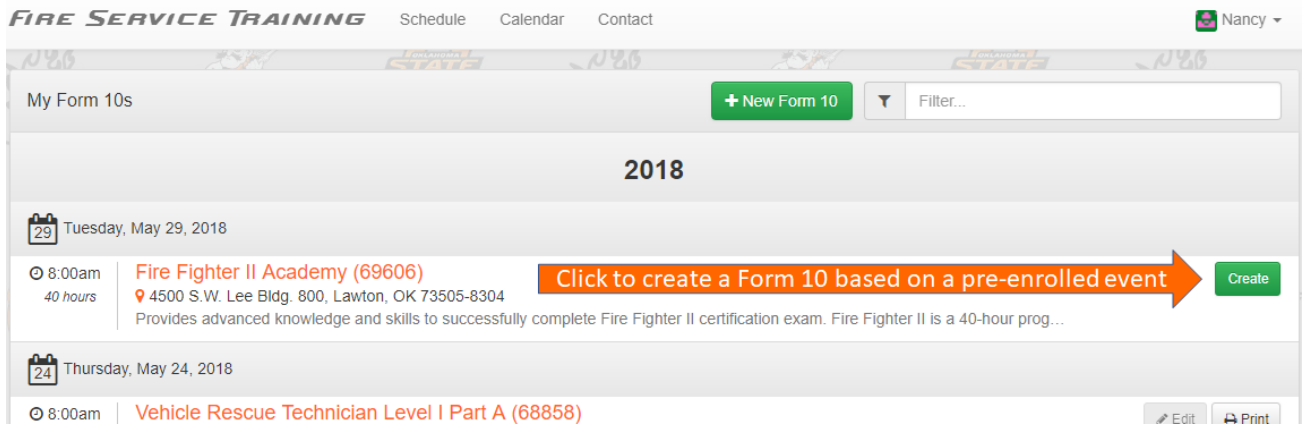 FIRE SERVICE TRAINING Schedule Calendar Contact Nancy
My Form 10s + New Form 10 Filter...
2018
29 Tuesday, May 29, 2018
8:00am Fire Fighter II Academy (69606) Click to create a Form 10 based on a pre-enrolled event Create
40 hours 4500 S.W. Lee Bldg. 800, Lawton, OK 73505-8304
Provides advanced knowledge and skills to successfully complete Fire Fighter II certification exam. Fire Fighter II is a 40-hour prog…
24 Thursday, May 24, 2018
8:00am Vehicle Rescue Technician Level I Part A (68858) Edit Print